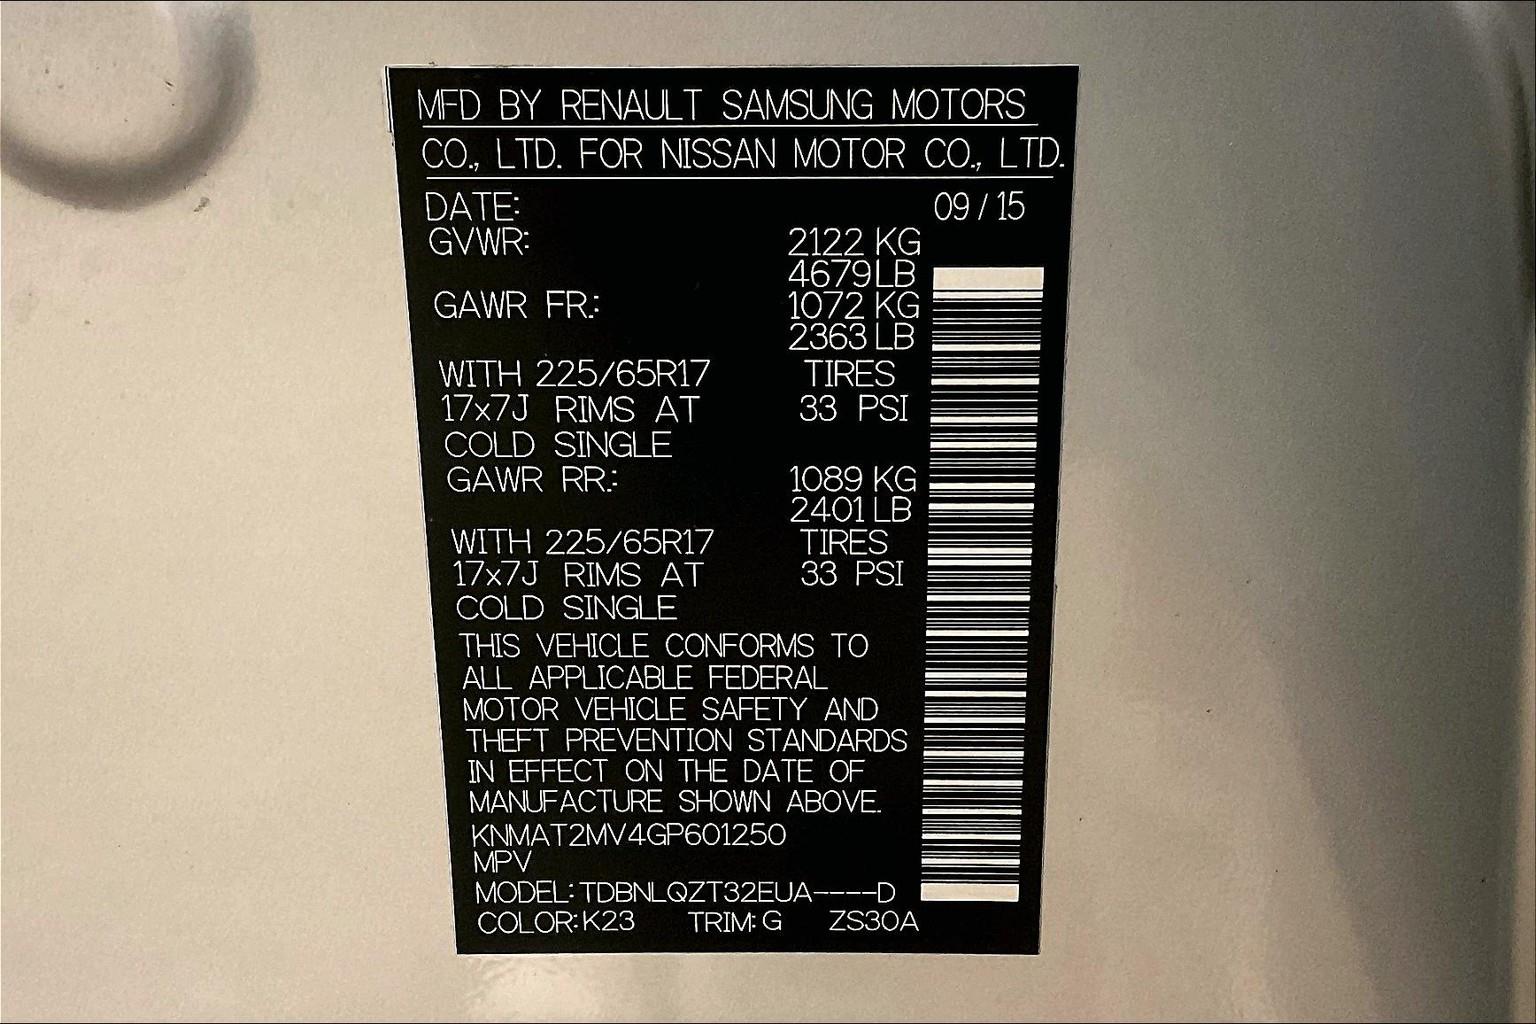 MFD BY RENAULT SAMSUNG MOTORS
CO., LTD. FOR NISSAN MOTOR CO., LTD.
DATE: 09 / 15
GVWR: 2122 KG
4679 LB
GAWR FR.: 1072 KG
2363 LB
WITH 225/65R17 TIRES
17x7J RIMS AT 33 PSI
COLD SINGLE
GAWR RR.: 1089 KG
2401 LB
WITH 225/65R17 TIRES
17x7J RIMS AT 33 PSI
COLD SINGLE
THIS VEHICLE CONFORMS TO
ALL APPLICABLE FEDERAL
MOTOR VEHICLE SAFETY AND
THEFT PREVENTION STANDARDS
IN EFFECT ON THE DATE OF
MANUFACTURE SHOWN ABOVE.
KNMAT2MV4GP601250
MPV
MODEL: TDBNLQZT32EUA----D
COLOR: K23 TRIM: G ZS30A